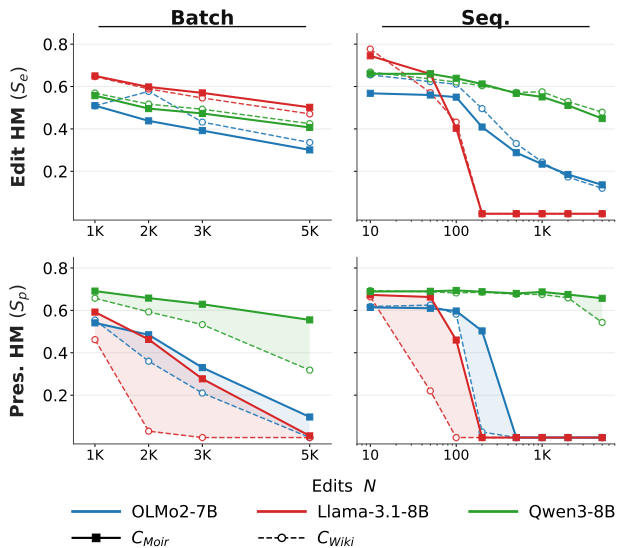 Batch
Seq.
Edit HM (Se)
0.8
0.6
0.4
0.2
1K
2K
3K
5K
10
100
1K
Pres. HM (Sp)
0.8
0.6
0.4
0.2
1K
2K
3K
5K
10
100
1K
Edits N
OLMo2-7B
Llama-3.1-8B
Qwen3-8B
CMoir
CWiki